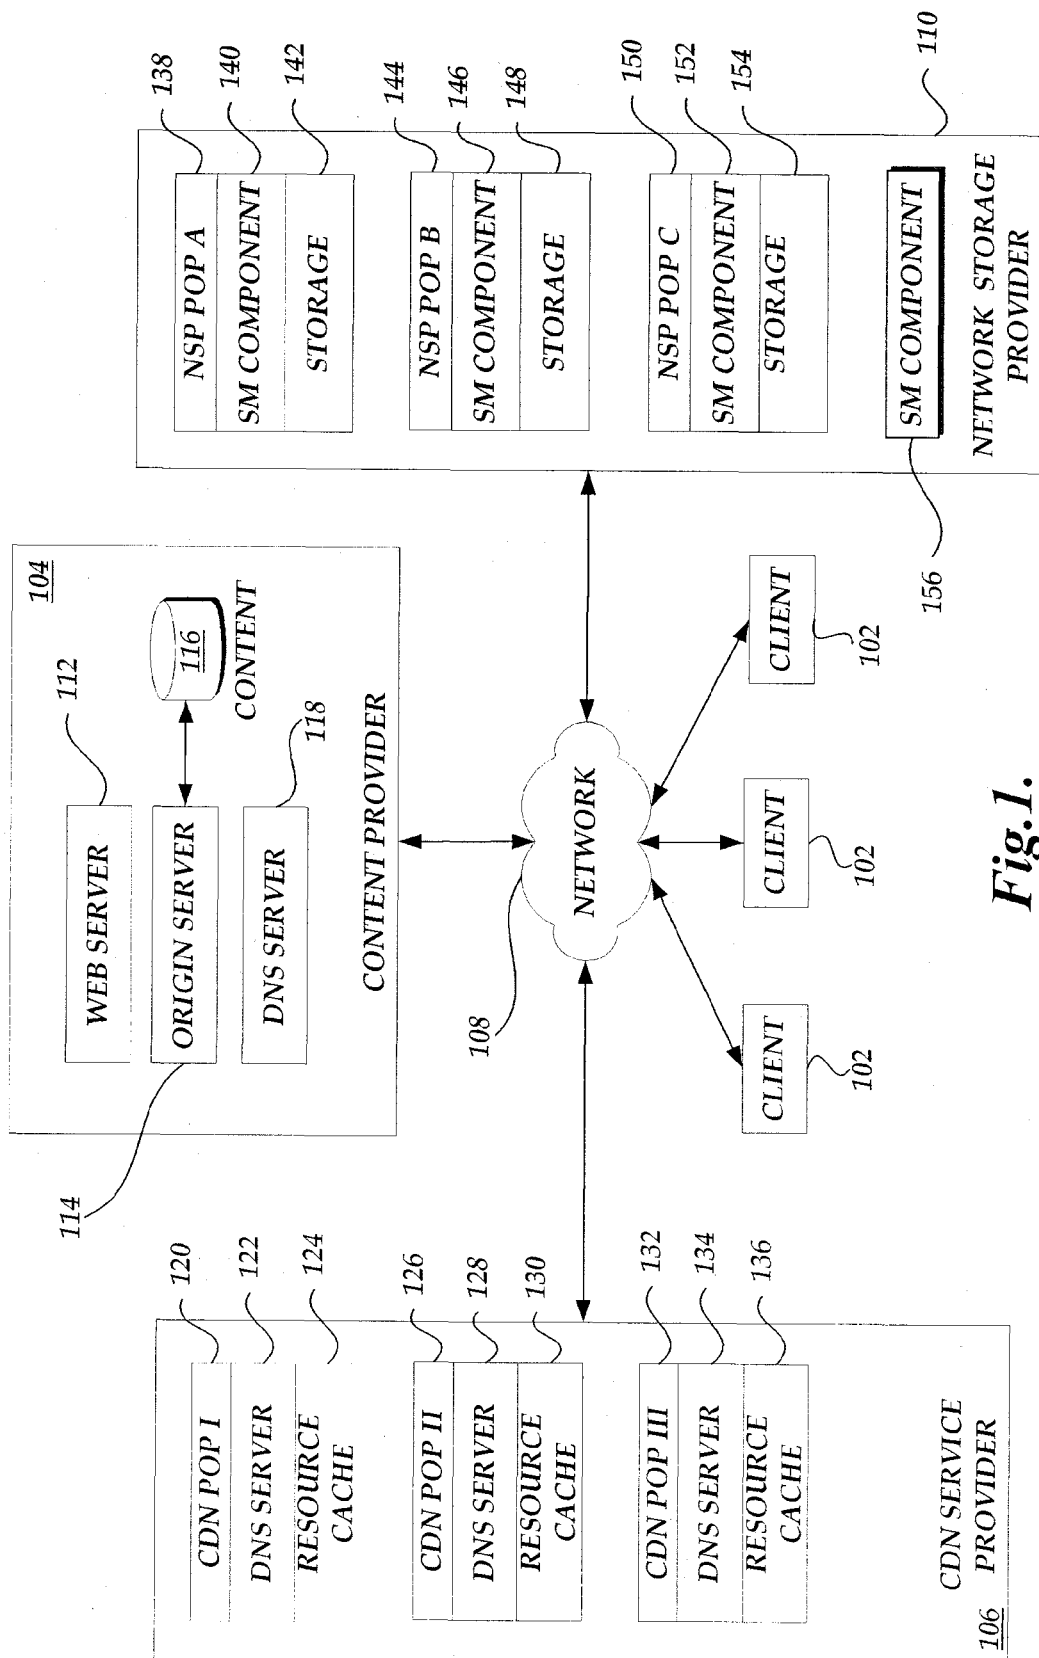 120
CDN POP I
122
DNS SERVER
124
RESOURCE
CACHE
126
CDN POP II
128
DNS SERVER
130
RESOURCE
CACHE
132
CDN POP III
134
DNS SERVER
136
RESOURCE
CACHE
CDN SERVICE
PROVIDER
106
104
112
WEB SERVER
114
ORIGIN SERVER
116
CONTENT
118
DNS SERVER
CONTENT PROVIDER
108
NETWORK
CLIENT
102
CLIENT
102
CLIENT
102
138
NSP POP A
140
SM COMPONENT
142
STORAGE
144
NSP POP B
146
SM COMPONENT
148
STORAGE
150
NSP POP C
152
SM COMPONENT
154
STORAGE
110
SM COMPONENT
156
NETWORK STORAGE
PROVIDER
Fig.1.